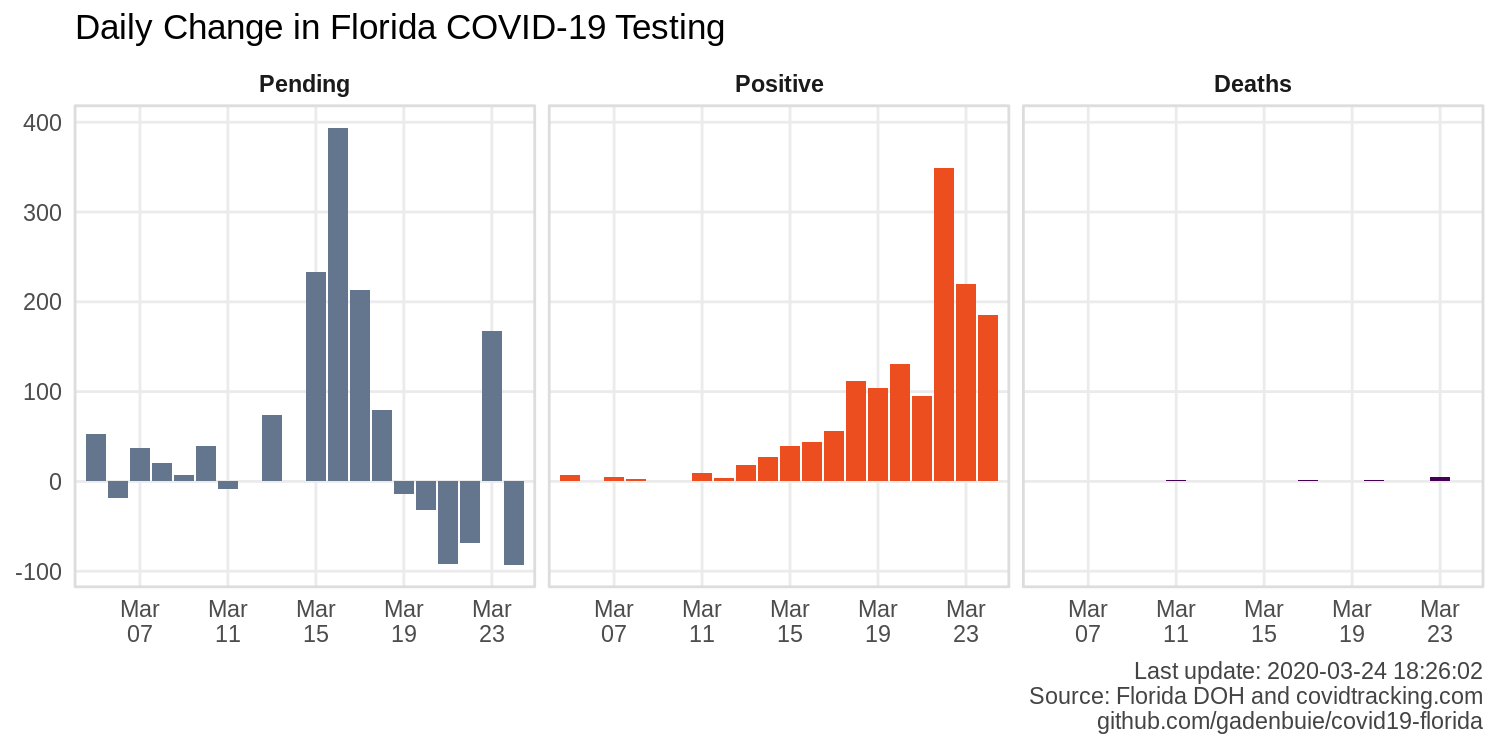 Daily Change in Florida COVID-19 Testing
Pending
Positive
Deaths
400
300
200
100
0
-100
Mar Mar Mar Mar Mar
07 11 15 19 23
Mar Mar Mar Mar Mar
07 11 15 19 23
Mar Mar Mar Mar Mar
07 11 15 19 23
Last update: 2020-03-24 18:26:02
Source: Florida DOH and covidtracking.com
github.com/gadenbuie/covid19-florida